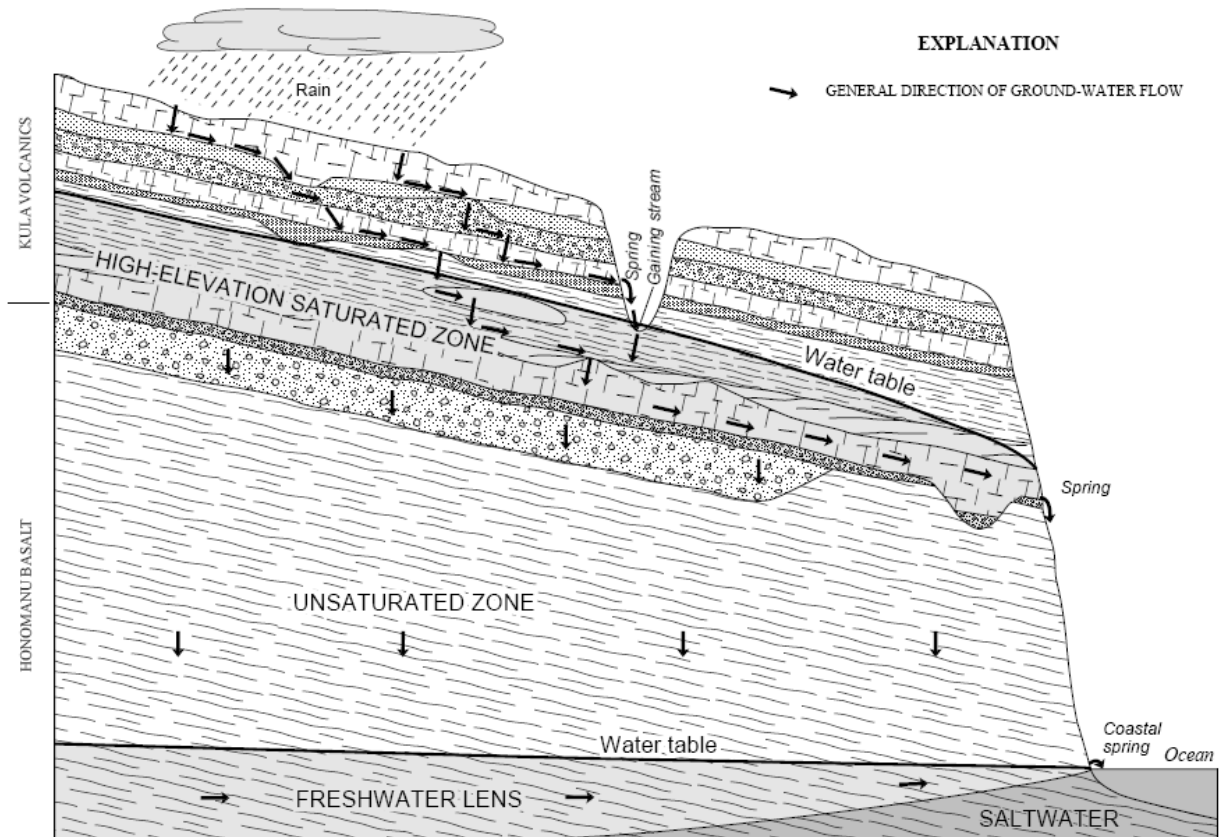 EXPLANATION
GENERAL DIRECTION OF GROUND-WATER FLOW
Rain
KULA VOLCANICS
Spring
Gaining stream
HIGH-ELEVATION SATURATED ZONE
Water table
Spring
UNSATURATED ZONE
HONOMANU BASALT
Water table
Coastal
spring
Ocean
FRESHWATER LENS
SALTWATER